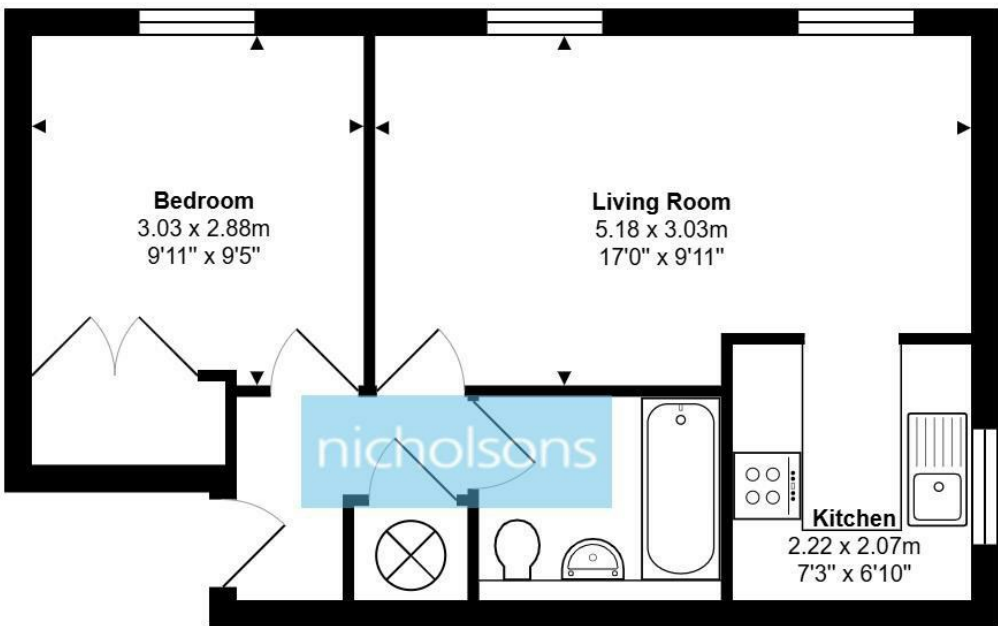 Bedroom
3.03 x 2.88m
9'11" x 9'5"
Living Room
5.18 x 3.03m
17'0" x 9'11"
nicholsons
Kitchen
2.22 x 2.07m
7'3" x 6'10"